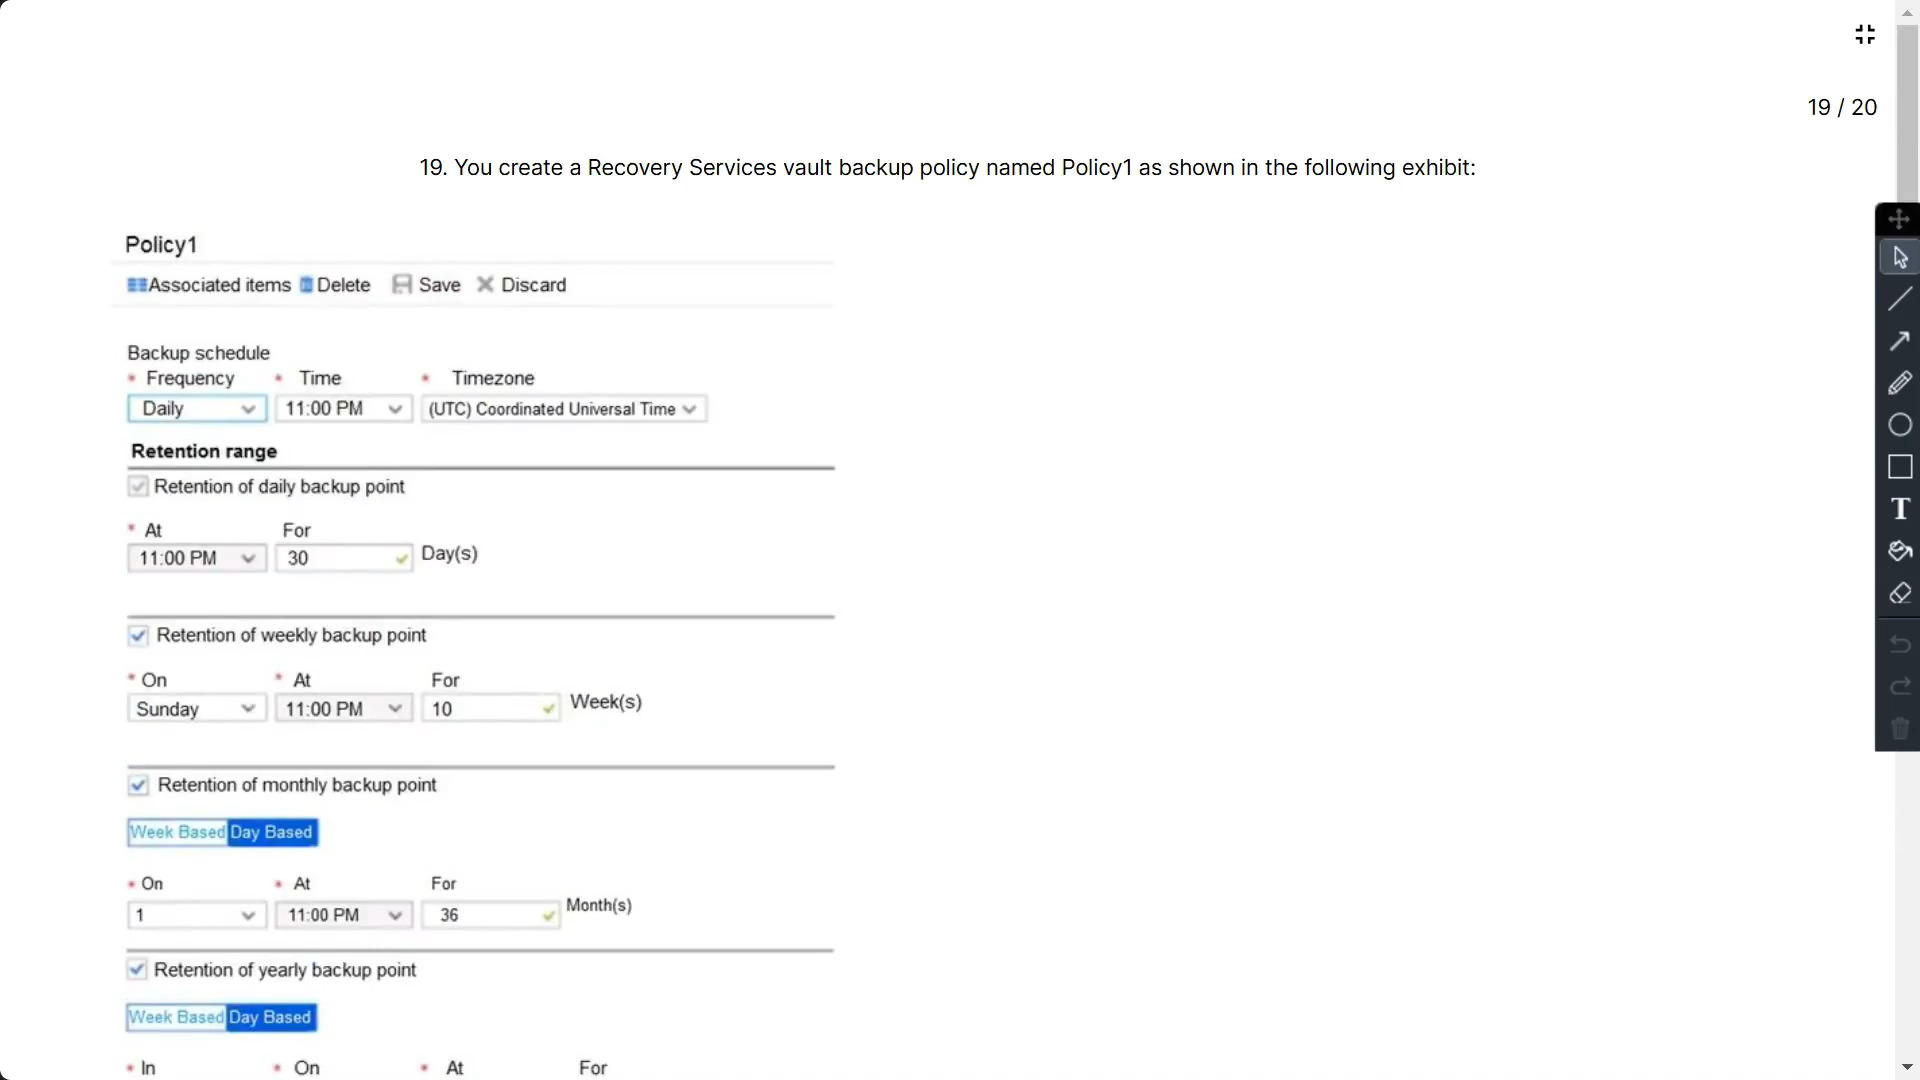 19 / 20
19. You create a Recovery Services vault backup policy named Policy1 as shown in the following exhibit:
Policy1
Associated items Delete Save Discard
Backup schedule
* Frequency * Time * Timezone
Daily 11:00 PM (UTC) Coordinated Universal Time
Retention range
Retention of daily backup point
* At For
11:00 PM 30 Day(s)
Retention of weekly backup point
* On * At For
Sunday 11:00 PM 10 Week(s)
Retention of monthly backup point
Week Based Day Based
* On * At For
1 11:00 PM 36 Month(s)
Retention of yearly backup point
Week Based Day Based
* In * On * At For
T